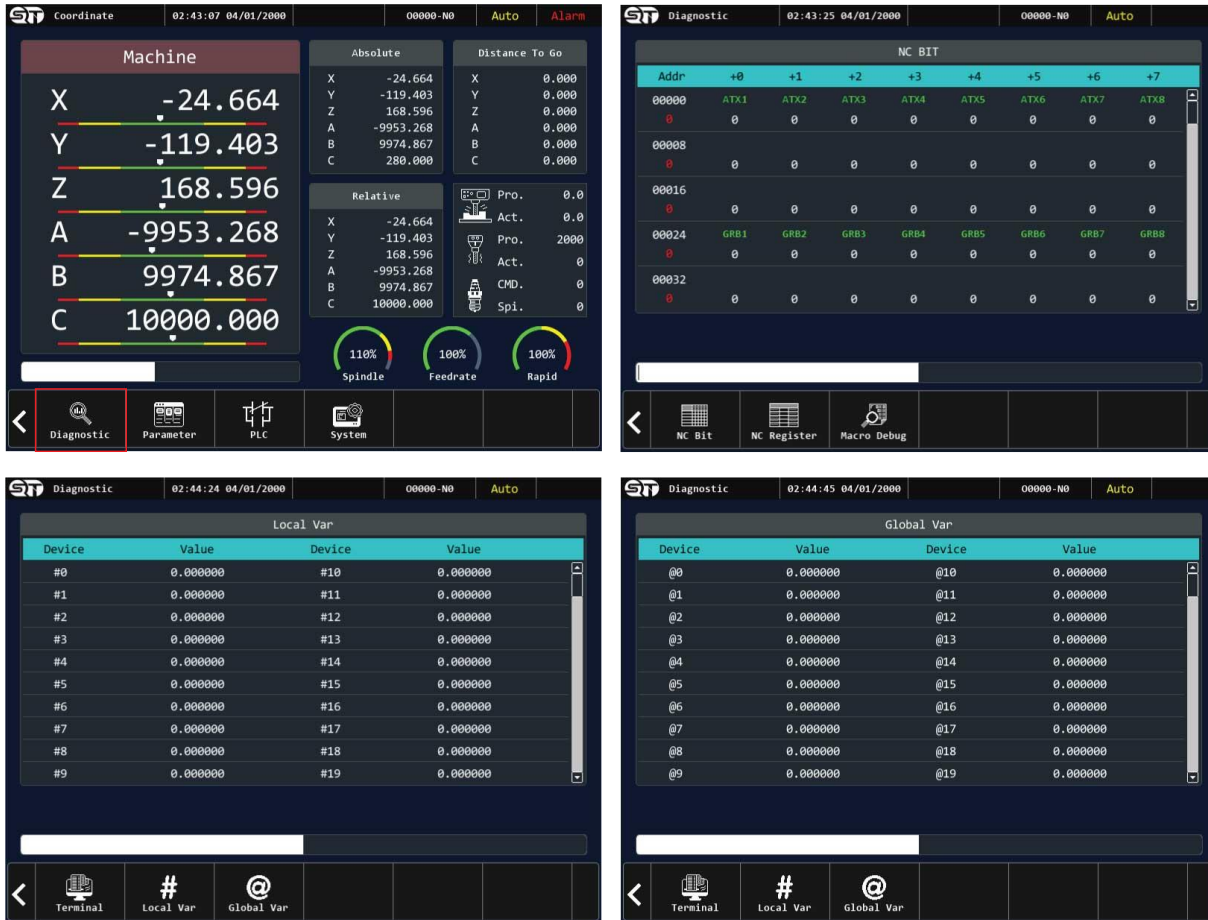 Coordinate 02:43:07 04/01/2000 O0000-N0 Auto Alarm
Machine
X -24.664
Y -119.403
Z 168.596
A -9953.268
B 9974.867
C 10000.000
Absolute
X -24.664
Y -119.403
Z 168.596
A -9953.268
B 9974.867
C 280.000
Distance To Go
X 0.000
Y 0.000
Z 0.000
A 0.000
B 0.000
C 0.000
Relative
X -24.664
Y -119.403
Z 168.596
A -9953.268
B 9974.867
C 10000.000
Pro. 0.0
Act. 0.0
Pro. 2000
Act. 0
CMD. 0
Spi. 0
110% 100% 100%
Spindle Feedrate Rapid
Diagnostic Parameter PLC System
Diagnostic 02:43:25 04/01/2000 O0000-N0 Auto
NC BIT
Addr +0 +1 +2 +3 +4 +5 +6 +7
00000 ATX1 ATX2 ATX3 ATX4 ATX5 ATX6 ATX7 ATX8
0 0 0 0 0 0 0 0 0
00008
0 0 0 0 0 0 0 0 0
00016
0 0 0 0 0 0 0 0 0
00024 GRB1 GRB2 GRB3 GRB4 GRB5 GRB6 GRB7 GRB8
0 0 0 0 0 0 0 0 0
00032
0 0 0 0 0 0 0 0 0
NC Bit NC Register Macro Debug
Diagnostic 02:44:24 04/01/2000 O0000-N0 Auto
Local Var
Device Value Device Value
#0 0.000000 #10 0.000000
#1 0.000000 #11 0.000000
#2 0.000000 #12 0.000000
#3 0.000000 #13 0.000000
#4 0.000000 #14 0.000000
#5 0.000000 #15 0.000000
#6 0.000000 #16 0.000000
#7 0.000000 #17 0.000000
#8 0.000000 #18 0.000000
#9 0.000000 #19 0.000000
# @
Terminal Local Var Global Var
Diagnostic 02:44:45 04/01/2000 O0000-N0 Auto
Global Var
Device Value Device Value
@0 0.000000 @10 0.000000
@1 0.000000 @11 0.000000
@2 0.000000 @12 0.000000
@3 0.000000 @13 0.000000
@4 0.000000 @14 0.000000
@5 0.000000 @15 0.000000
@6 0.000000 @16 0.000000
@7 0.000000 @17 0.000000
@8 0.000000 @18 0.000000
@9 0.000000 @19 0.000000
# @
Terminal Local Var Global Var